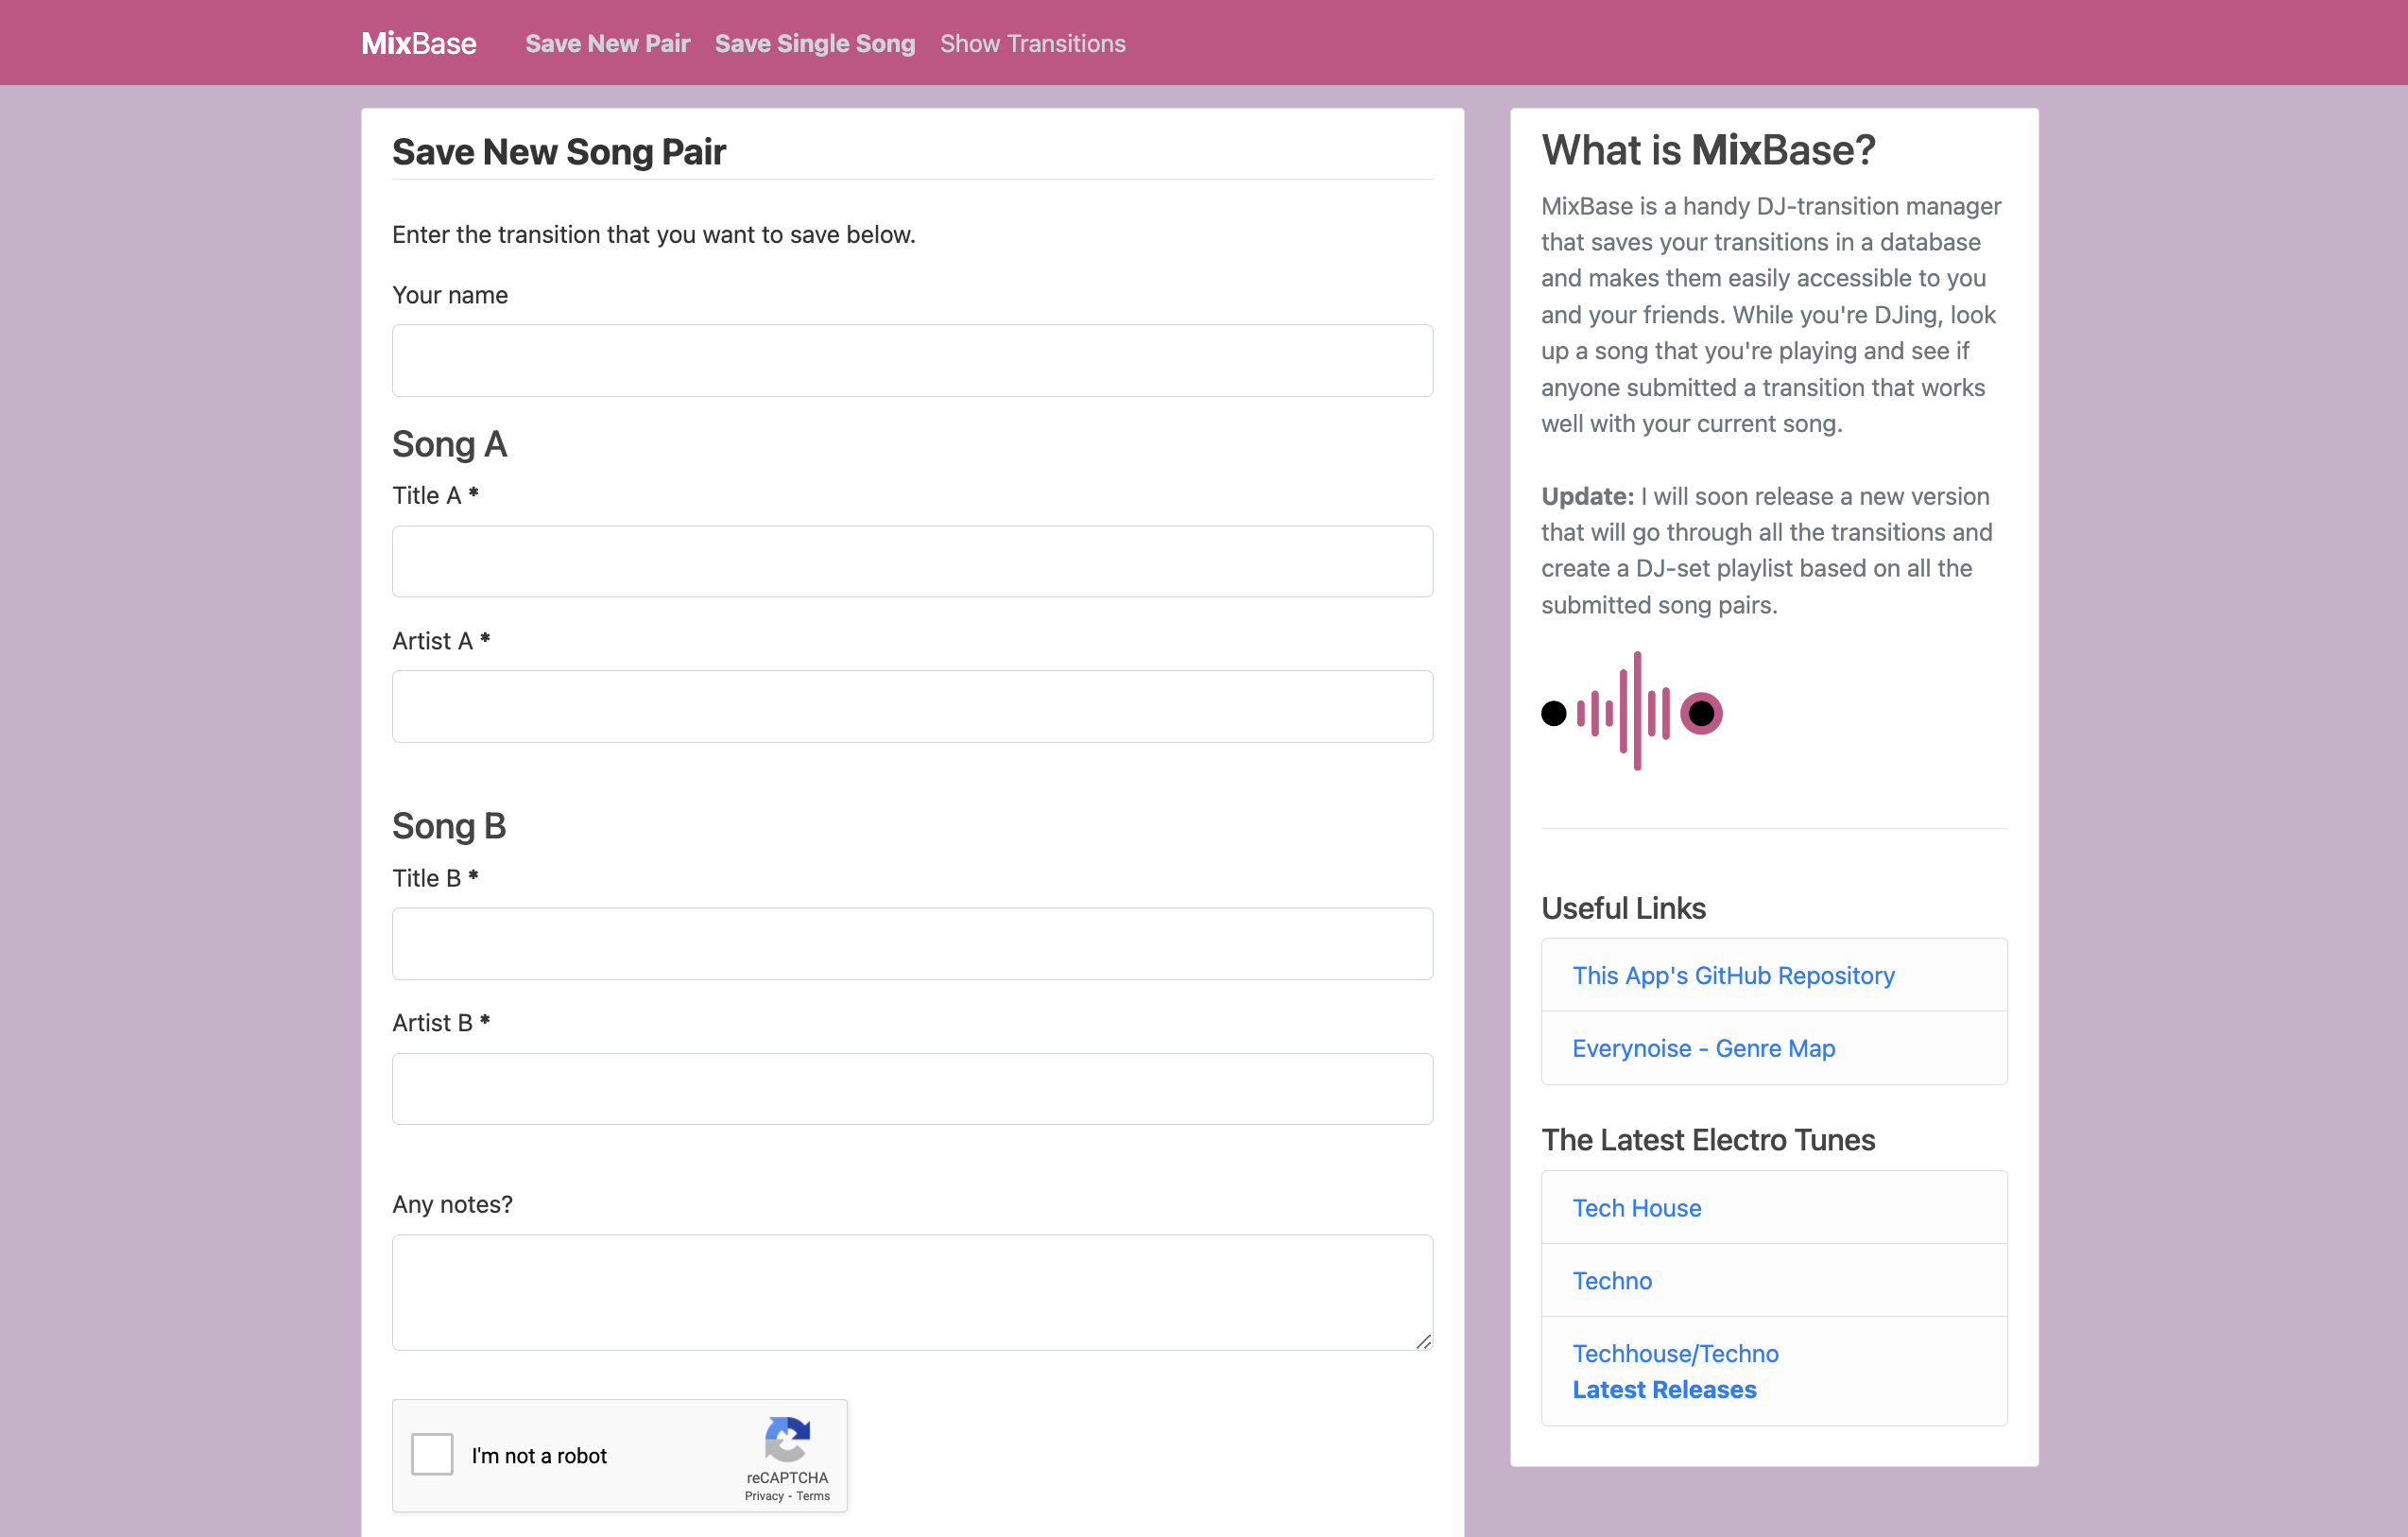 MixBase
Save New Pair
Save Single Song
Show Transitions
Save New Song Pair
Enter the transition that you want to save below.
Your name
Song A
Title A *
Artist A *
Song B
Title B *
Artist B *
Any notes?
I'm not a robot
reCAPTCHA
Privacy - Terms
What is MixBase?
MixBase is a handy DJ-transition manager
that saves your transitions in a database
and makes them easily accessible to you
and your friends. While you're DJing, look
up a song that you're playing and see if
anyone submitted a transition that works
well with your current song.
Update: I will soon release a new version
that will go through all the transitions and
create a DJ-set playlist based on all the
submitted song pairs.
Useful Links
This App's GitHub Repository
Everynoise - Genre Map
The Latest Electro Tunes
Tech House
Techno
Techhouse/Techno
Latest Releases